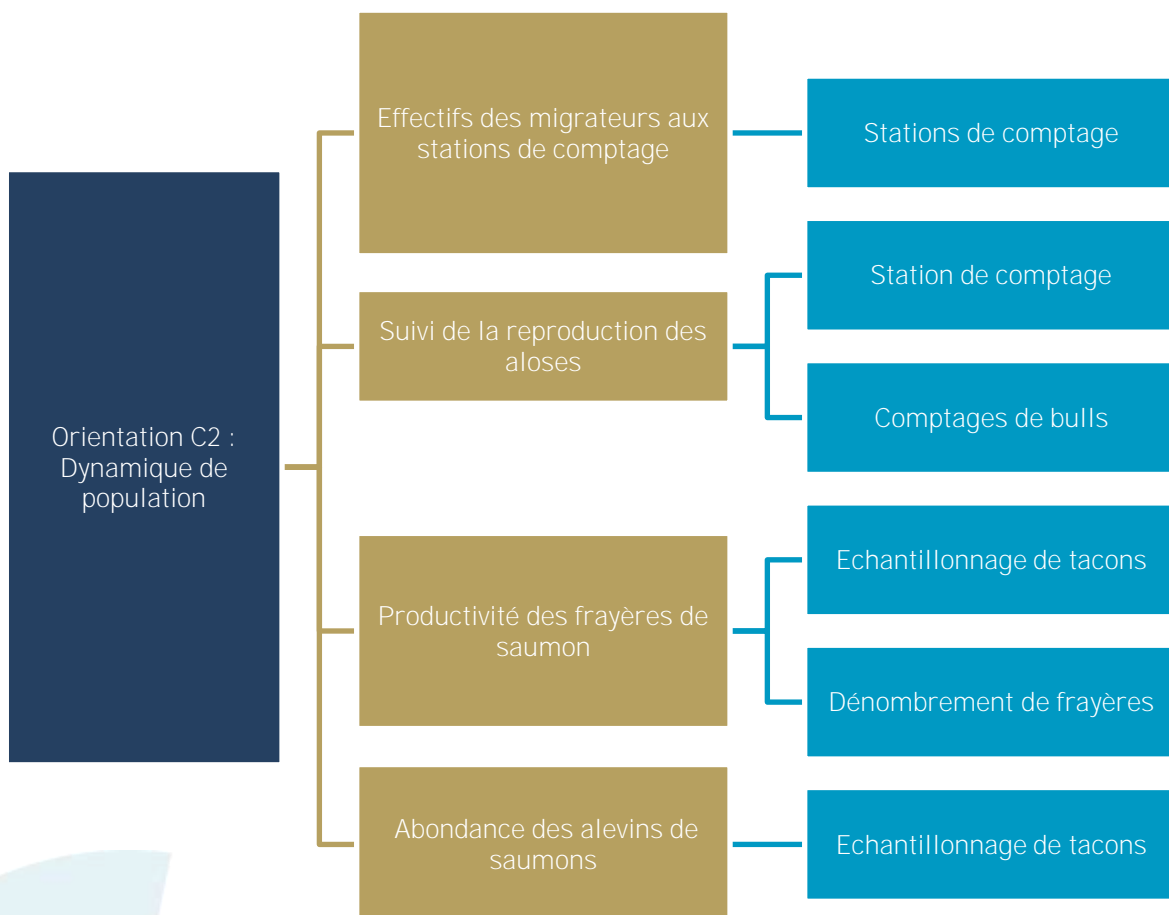 Orientation C2 :
Dynamique de
population
Effectifs des migrateurs aux
stations de comptage
Stations de comptage
Suivi de la reproduction des
aloses
Station de comptage
Comptages de bulls
Productivité des frayères de
saumon
Echantillonnage de tacons
Dénombrement de frayères
Abondance des alevins de
saumons
Echantillonnage de tacons